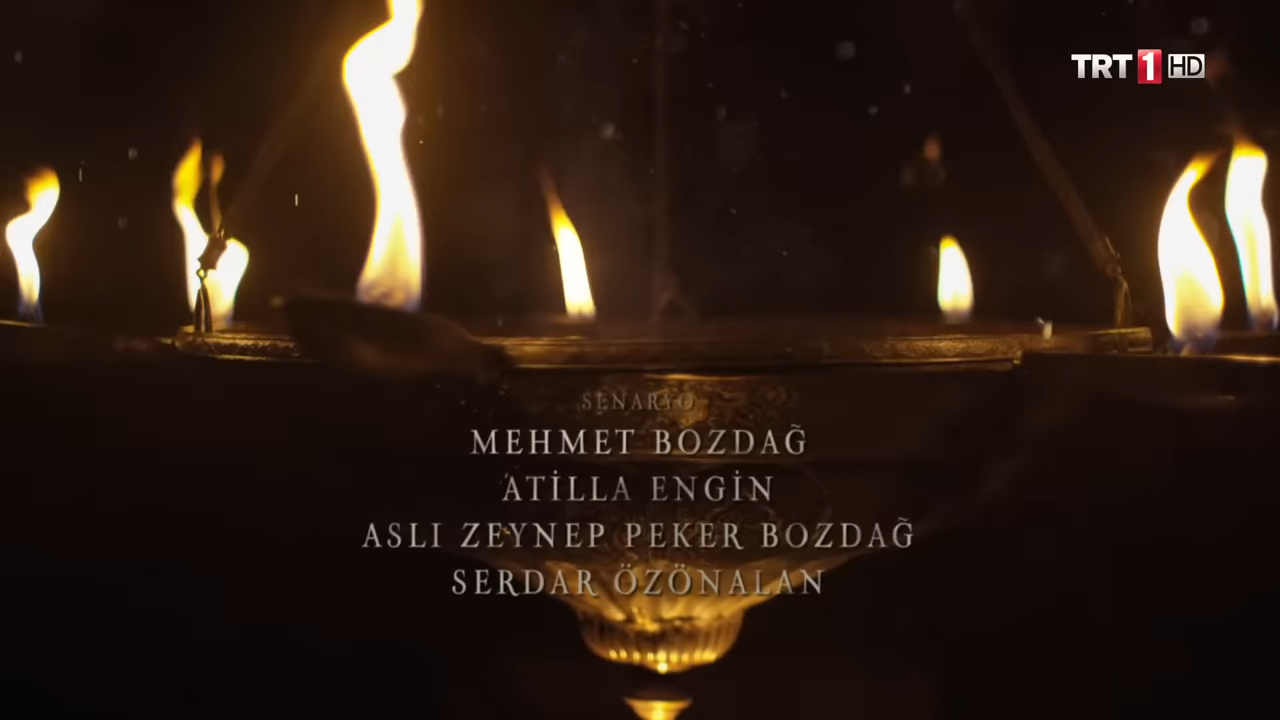 TRT 1 HD
SENARYO
MEHMET BOZDAĞ
ATİLLA ENGİN
ASLI ZEYNEP PEKER BOZDAĞ
SERDAR ÖZÖNALAN